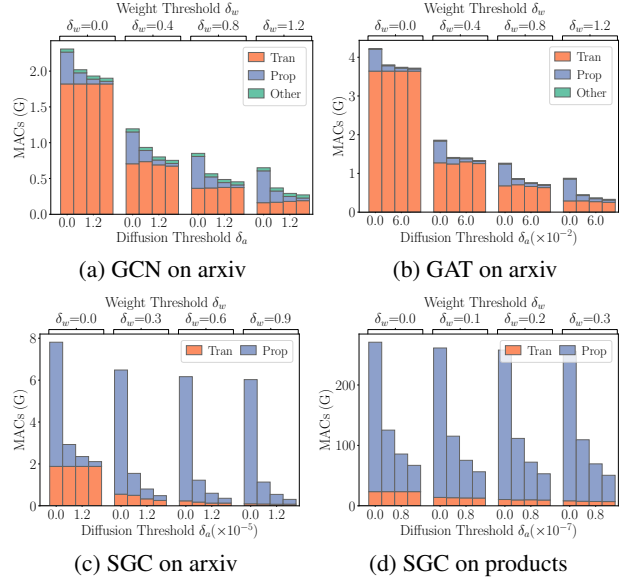 Weight Threshold δw
δw=0.0 δw=0.4 δw=0.8 δw=1.2
MACs (G)
2.0
1.5
1.0
0.5
0.0
Tran
Prop
Other
0.0 1.2 0.0 1.2 0.0 1.2 0.0 1.2
Diffusion Threshold δa
(a) GCN on arxiv
Weight Threshold δw
δw=0.0 δw=0.4 δw=0.8 δw=1.2
MACs (G)
4
3
2
1
0
Tran
Prop
Other
0.0 6.0 0.0 6.0 0.0 6.0 0.0 6.0
Diffusion Threshold δa(×10−2)
(b) GAT on arxiv
Weight Threshold δw
δw=0.0 δw=0.3 δw=0.6 δw=0.9
MACs (G)
8
6
4
2
0
Tran Prop
0.0 1.2 0.0 1.2 0.0 1.2 0.0 1.2
Diffusion Threshold δa(×10−5)
(c) SGC on arxiv
Weight Threshold δw
δw=0.0 δw=0.1 δw=0.2 δw=0.3
MACs (G)
200
100
0
Tran Prop
0.0 0.8 0.0 0.8 0.0 0.8 0.0 0.8
Diffusion Threshold δa(×10−7)
(d) SGC on products